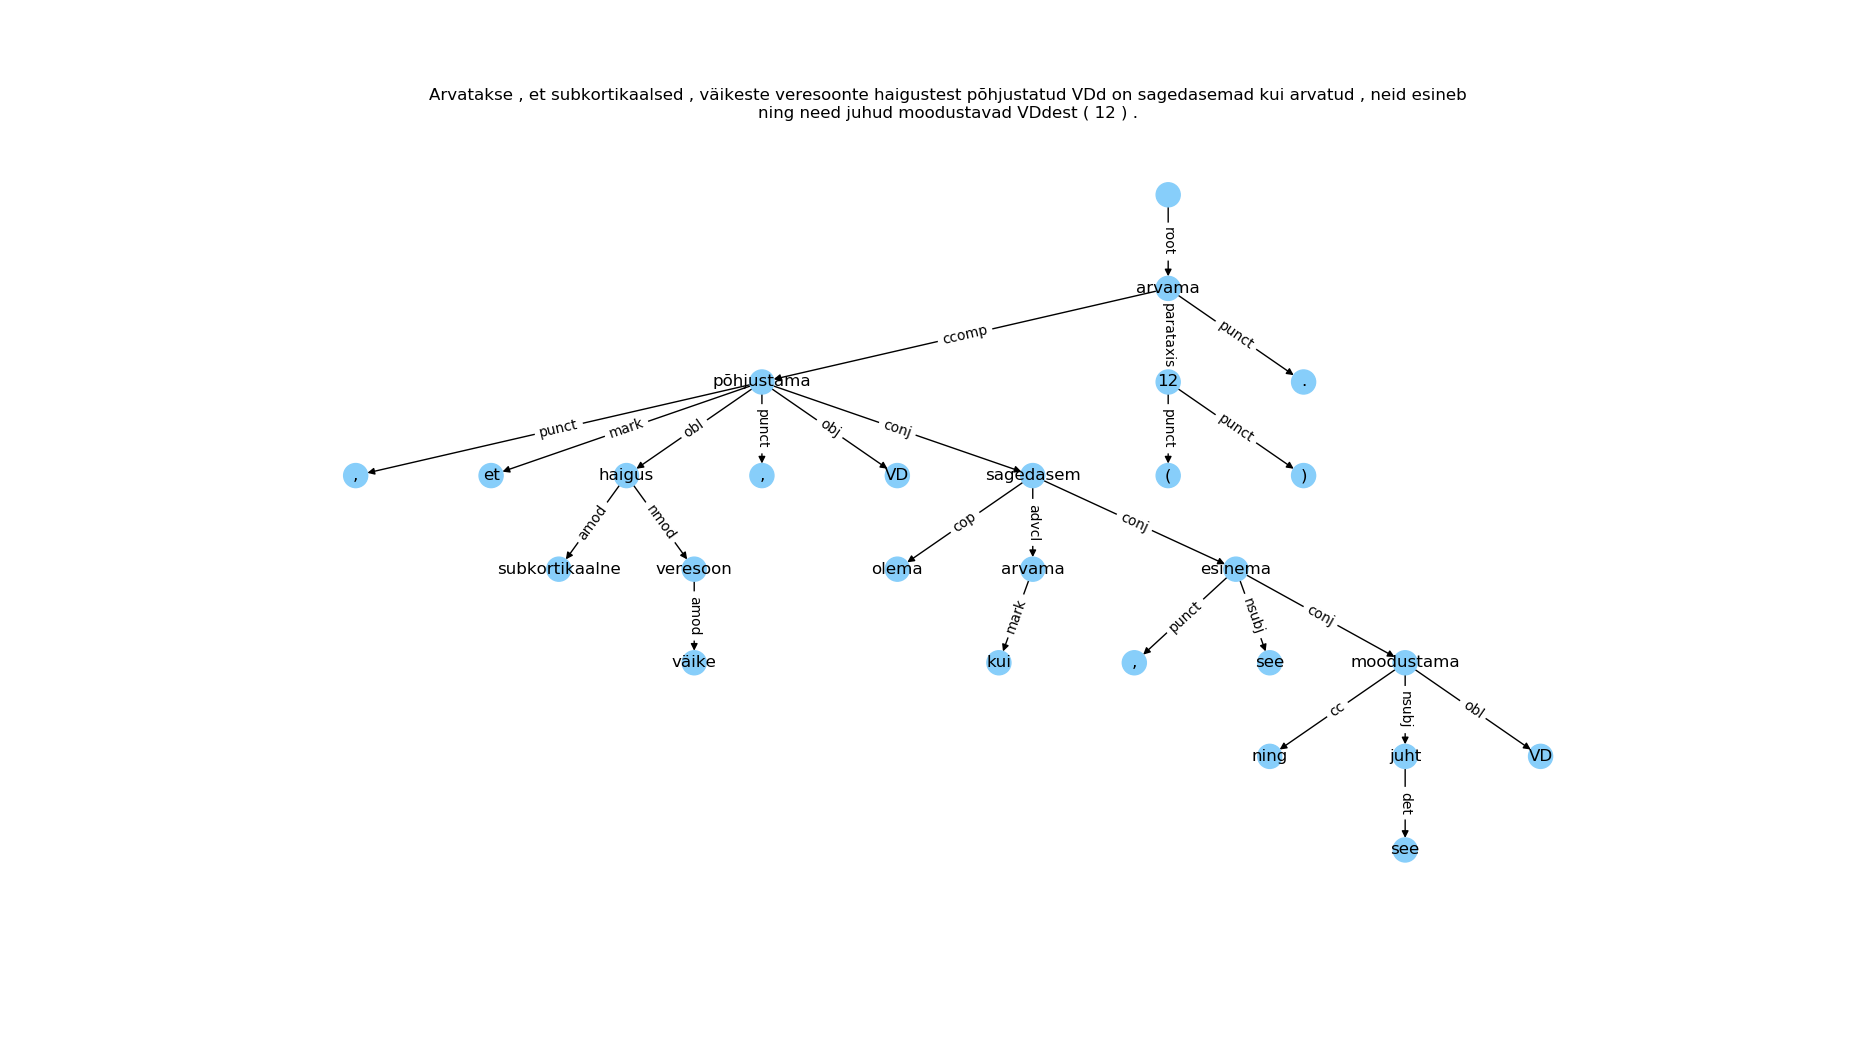 Arvatakse , et subkortikaalsed , väikeste veresoonte haigustest põhjustatud VDd on sagedasemad kui arvatud , neid esineb
ning need juhud moodustavad VDdest ( 12 ) .
root
arvama
ccomp parataxis punct
põhjustama 12 .
punct mark obl punct obj conj punct punct
, et haigus , VD sagedasem ( )
amod nmod cop advcl conj
subkortikaalne veresoon olema arvama esinema
amod mark punct nsubj conj
väike kui , see moodustama
cc nsubj obl
ning juht VD
det
see